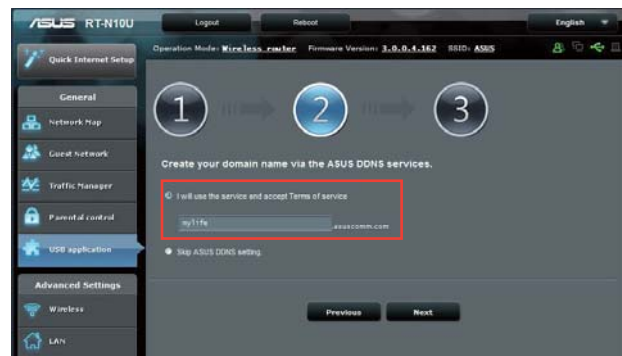 ASUS RT-N10U
Logout
Reboot
English
Operation Mode: Wireless router Firmware Version: 3.0.0.4.162 SSID: ASUS
Quick Internet Setup
General
Network Map
Guest Network
Traffic Manager
Parental control
USB application
Advanced Settings
Wireless
LAN
1
2
3
Create your domain name via the ASUS DDNS services.
I will use the service and accept Terms of service
mylife .asuscomm.com
Skip ASUS DDNS setting.
Previous
Next